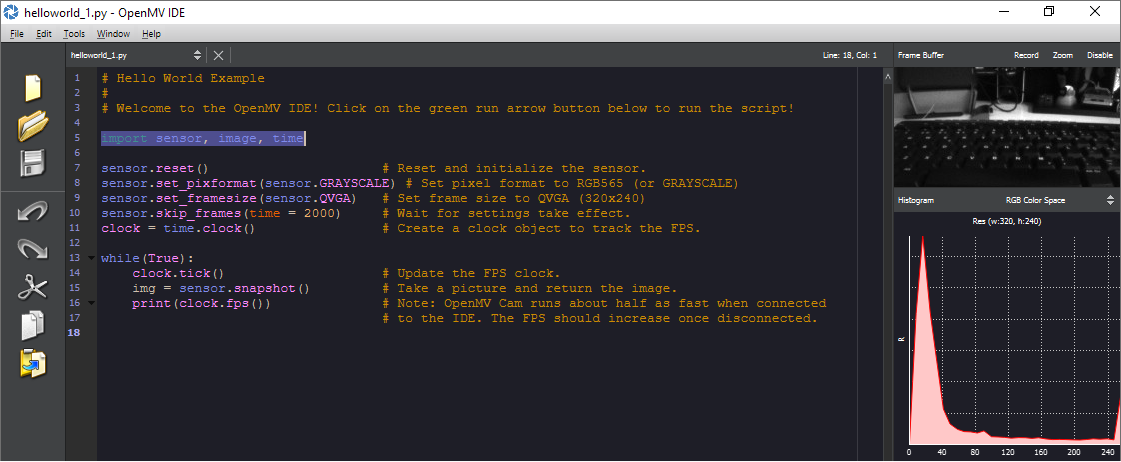 helloworld_1.py - OpenMV IDE
File Edit Tools Window Help
helloworld_1.py Line: 18, Col: 1 Frame Buffer Record Zoom Disable
1 # Hello World Example
2 #
3 # Welcome to the OpenMV IDE! Click on the green run arrow button below to run the script!
4
5 import sensor, image, time
6
7 sensor.reset() # Reset and initialize the sensor.
8 sensor.set_pixformat(sensor.GRAYSCALE) # Set pixel format to RGB565 (or GRAYSCALE)
9 sensor.set_framesize(sensor.QVGA) # Set frame size to QVGA (320x240)
10 sensor.skip_frames(time = 2000) # Wait for settings take effect.
11 clock = time.clock() # Create a clock object to track the FPS.
12
13 while(True):
14 clock.tick() # Update the FPS clock.
15 img = sensor.snapshot() # Take a picture and return the image.
16 print(clock.fps()) # Note: OpenMV Cam runs about half as fast when connected
17 # to the IDE. The FPS should increase once disconnected.
18
Histogram RGB Color Space
Res (w:320, h:240)
R
0 40 80 120 160 200 240